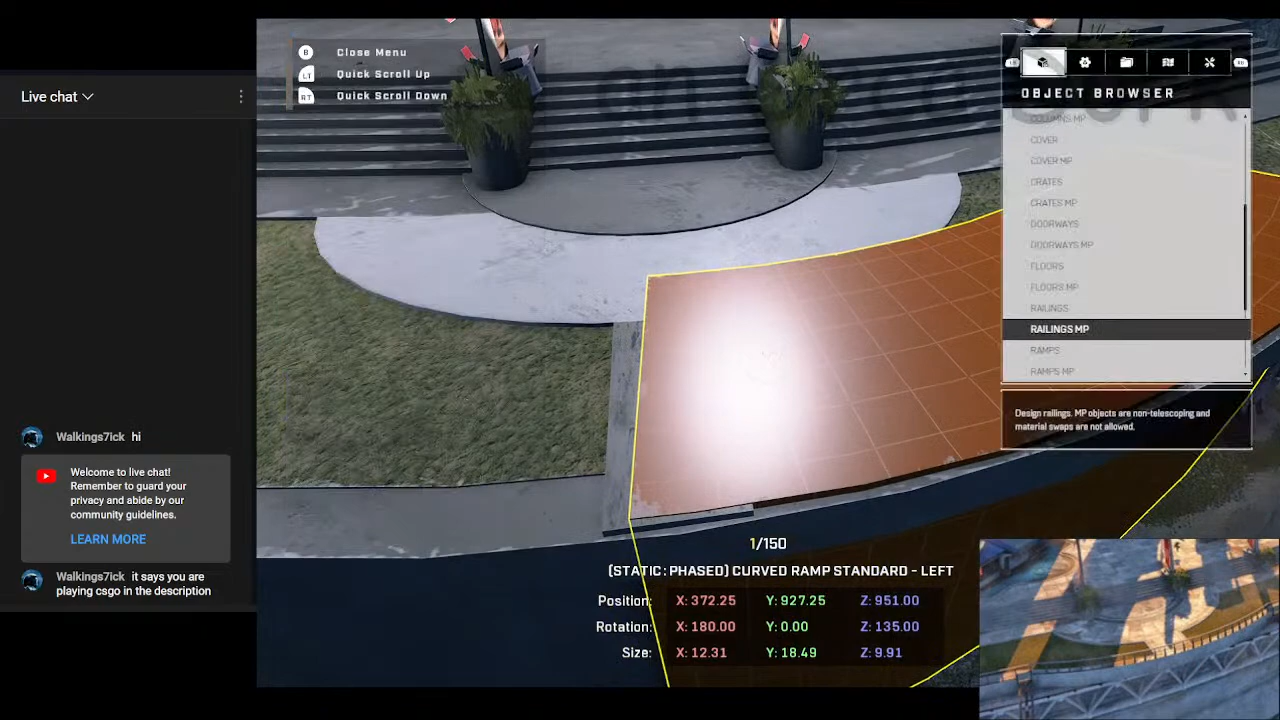 Live chat
Walkings7ick hi
Welcome to live chat!
Remember to guard your
privacy and abide by our
community guidelines.
LEARN MORE
Walkings7ick it says you are
playing csgo in the description
B Close Menu
LT Quick Scroll Up
RT Quick Scroll Down
OBJECT BROWSER
COLUMNS MP
COVER
COVER MP
CRATES
CRATES MP
DOORWAYS
DOORWAYS MP
FLOORS
FLOORS MP
RAILINGS
RAILINGS MP
RAMPS
RAMPS MP
Design railings. MP objects are non-telescoping and
material swaps are not allowed.
1/150
(STATIC: PHASED) CURVED RAMP STANDARD - LEFT
Position: X: 372.25 Y: 927.25 Z: 951.00
Rotation: X: 180.00 Y: 0.00 Z: 135.00
Size: X: 12.31 Y: 18.49 Z: 9.91